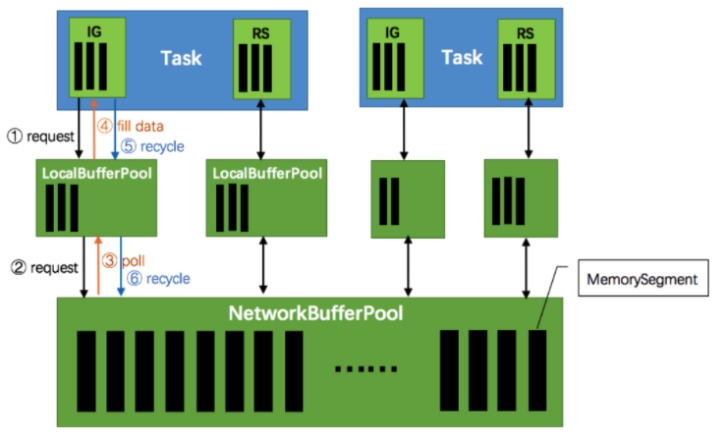 IG
Task
RS
IG
Task
RS
① request
④ fill data
⑤ recycle
LocalBufferPool
LocalBufferPool
② request
③ poll
⑥ recycle
MemorySegment
NetworkBufferPool
......